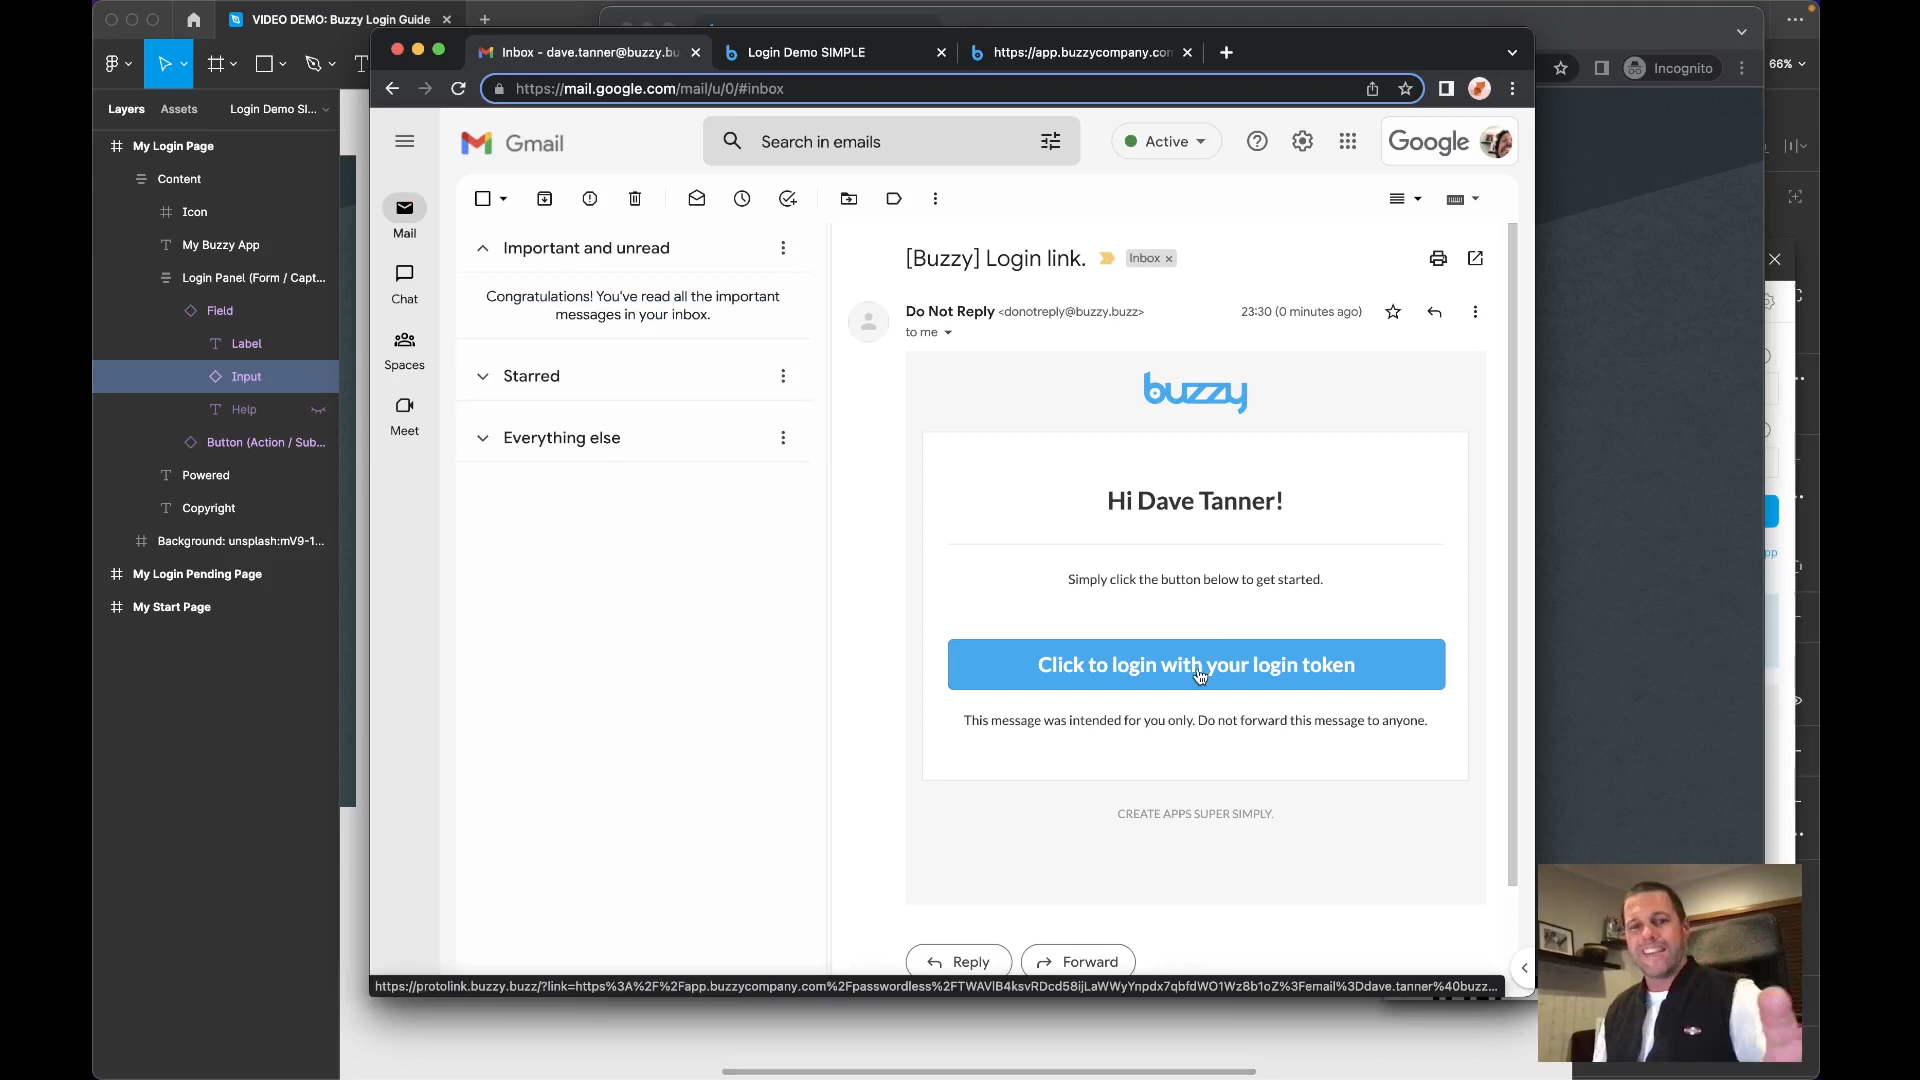 VIDEO DEMO: Buzzy Login Guide
Layers
Assets
Login Demo SI...
My Login Page
Content
Icon
My Buzzy App
Login Panel (Form / Capt...
Field
Label
Input
Help
Button (Action / Sub...
Powered
Copyright
Background: unsplash:mV9-1...
My Login Pending Page
My Start Page
Inbox - dave.tanner@buzzy.bu
Login Demo SIMPLE
https://app.buzzycompany.con
https://mail.google.com/mail/u/0/#inbox
Incognito
66%
Gmail
Search in emails
Active
Google
Mail
Chat
Spaces
Meet
Important and unread
Congratulations! You've read all the important
messages in your inbox.
Starred
Everything else
[Buzzy] Login link.
Inbox
Do Not Reply <donotreply@buzzy.buzz>
23:30 (0 minutes ago)
to me
buzzy
Hi Dave Tanner!
Simply click the button below to get started.
Click to login with your login token
This message was intended for you only. Do not forward this message to anyone.
CREATE APPS SUPER SIMPLY.
Reply
Forward
https://protolink.buzzy.buzz/?link=https%3A%2F%2Fapp.buzzycompany.com%2Fpasswordless%2FTWAVlB4ksvRDcd58ijLaWWyYnpdx7qbfdWO1Wz8b1oZ%3Femail%3Ddave.tanner%40buzz...